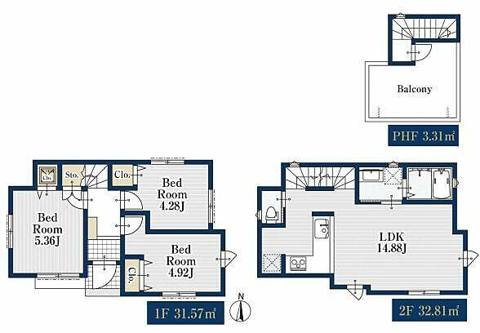 Balcony
PHF 3.31㎡
Sto.
Clo.
Bed
Room
4.28J
Bed
Room
5.36J
Bed
Room
4.92J
Clo.
1F 31.57㎡
N
LDK
14.88J
2F 32.81㎡